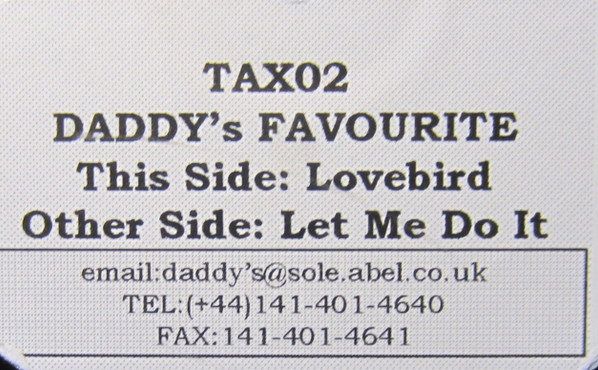 TAX02
DADDY's FAVOURITE
This Side: Lovebird
Other Side: Let Me Do It
email:daddy's@sole.abel.co.uk
TEL:(+44)141-401-4640
FAX:141-401-4641